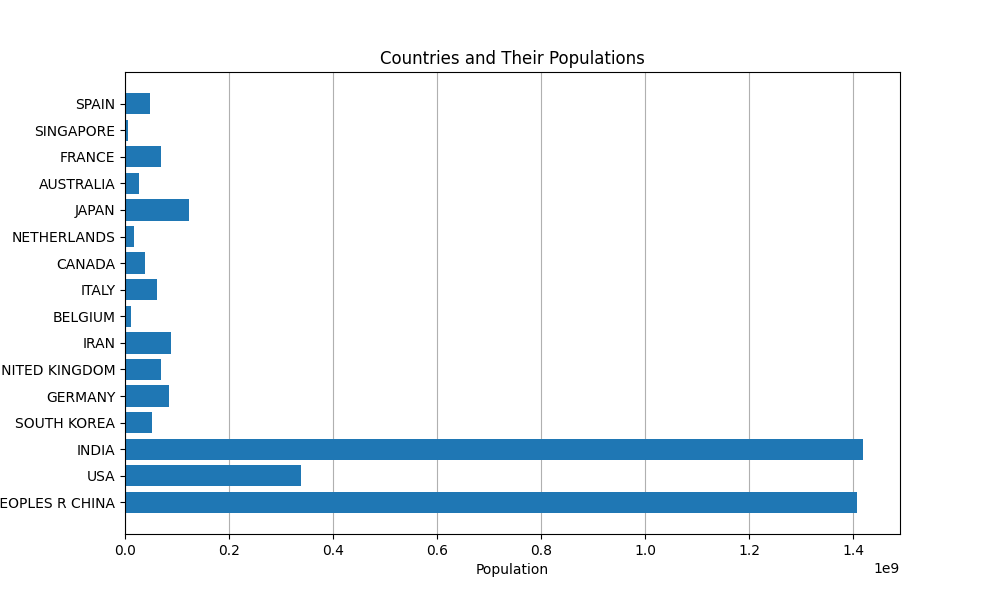 Countries and Their Populations
SPAIN
SINGAPORE
FRANCE
AUSTRALIA
JAPAN
NETHERLANDS
CANADA
ITALY
BELGIUM
IRAN
NITED KINGDOM
GERMANY
SOUTH KOREA
INDIA
USA
EOPLES R CHINA
0.0 0.2 0.4 0.6 0.8 1.0 1.2 1.4
1e9
Population